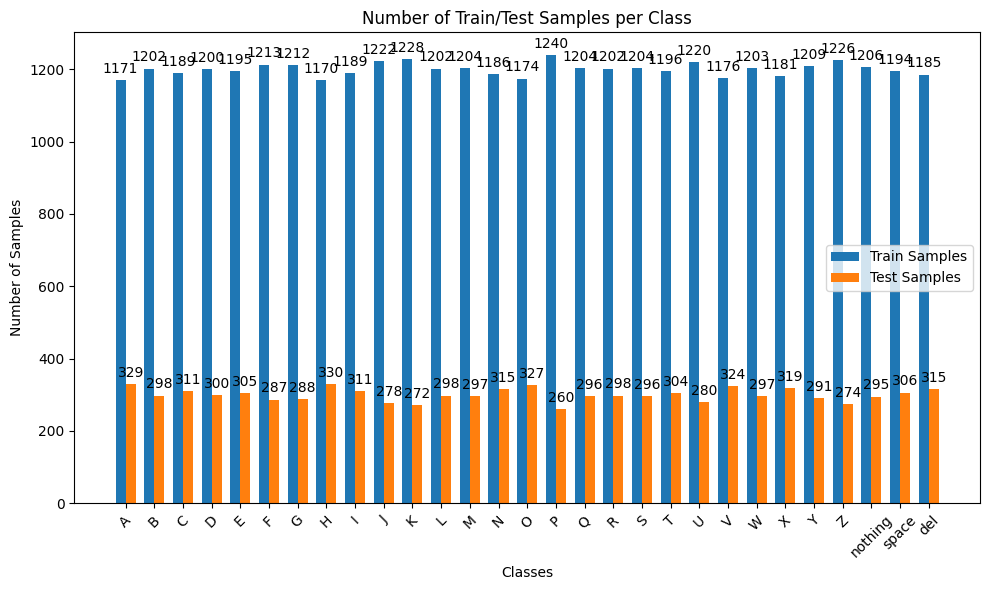 Number of Train/Test Samples per Class
Number of Samples
1200
1000
800
600
400
200
0
1171 1202 1189 1200 1195 1213 1212 1170 1189 1222 1228 1202 1204 1186 1174 1240 1204 1202 1204 1196 1220 1176 1203 1181 1209 1226 1206 1194 1185
Train Samples
Test Samples
329 298 311 300 305 287 288 330 311 278 272 298 297 315 327 260 296 298 296 304 280 324 297 319 291 274 295 306 315
A B C D E F G H I J K L M N O P Q R S T U V W X Y Z nothing space del
Classes